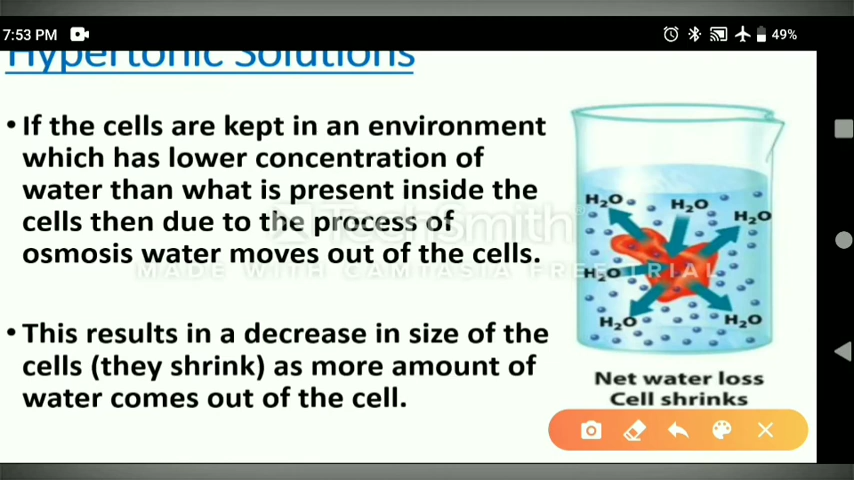 7:53 PM
49%
Hypertonic Solutions
• If the cells are kept in an environment
which has lower concentration of
water than what is present inside the
cells then due to the process of
osmosis water moves out of the cells.
• This results in a decrease in size of the
cells (they shrink) as more amount of
water comes out of the cell.
H₂O
H₂O
H₂O
H₂O
H₂O
H₂O
Net water loss
Cell shrinks
TechSmith
MADE WITH CAMTASIA FREE TRIAL